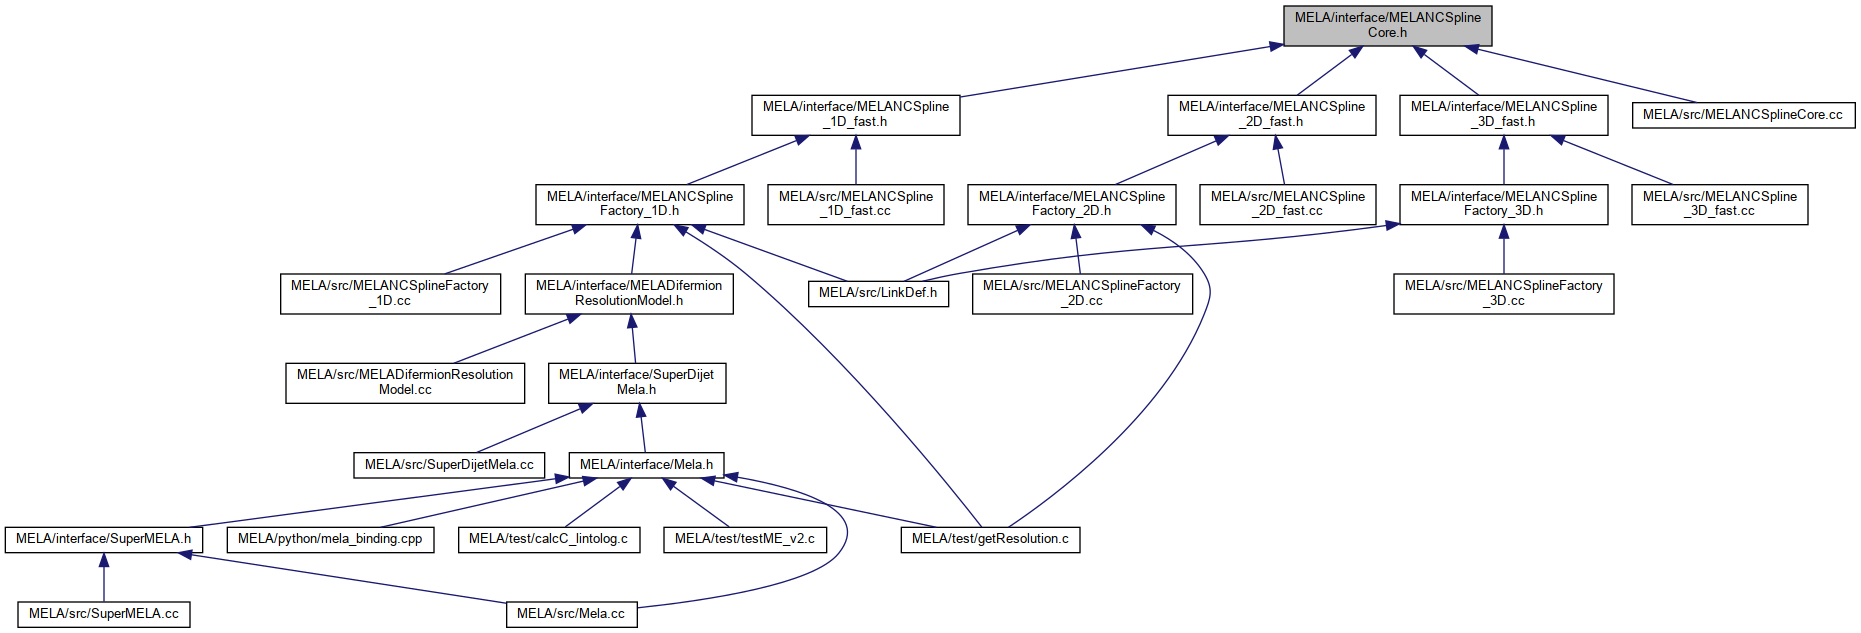 MELA/interface/MELANCSpline
Core.h
MELA/interface/MELANCSpline
_1D_fast.h
MELA/interface/MELANCSpline
_2D_fast.h
MELA/interface/MELANCSpline
_3D_fast.h
MELA/src/MELANCSplineCore.cc
MELA/interface/MELANCSpline
Factory_1D.h
MELA/src/MELANCSpline
_1D_fast.cc
MELA/interface/MELANCSpline
Factory_2D.h
MELA/src/MELANCSpline
_2D_fast.cc
MELA/interface/MELANCSpline
Factory_3D.h
MELA/src/MELANCSpline
_3D_fast.cc
MELA/src/MELANCSplineFactory
_1D.cc
MELA/interface/MELADifermion
ResolutionModel.h
MELA/src/LinkDef.h
MELA/src/MELANCSplineFactory
_2D.cc
MELA/src/MELANCSplineFactory
_3D.cc
MELA/src/MELADifermionResolution
Model.cc
MELA/interface/SuperDijet
Mela.h
MELA/src/SuperDijetMela.cc
MELA/interface/Mela.h
MELA/interface/SuperMELA.h
MELA/python/mela_binding.cpp
MELA/test/calcC_lintolog.c
MELA/test/testME_v2.c
MELA/test/getResolution.c
MELA/src/SuperMELA.cc
MELA/src/Mela.cc